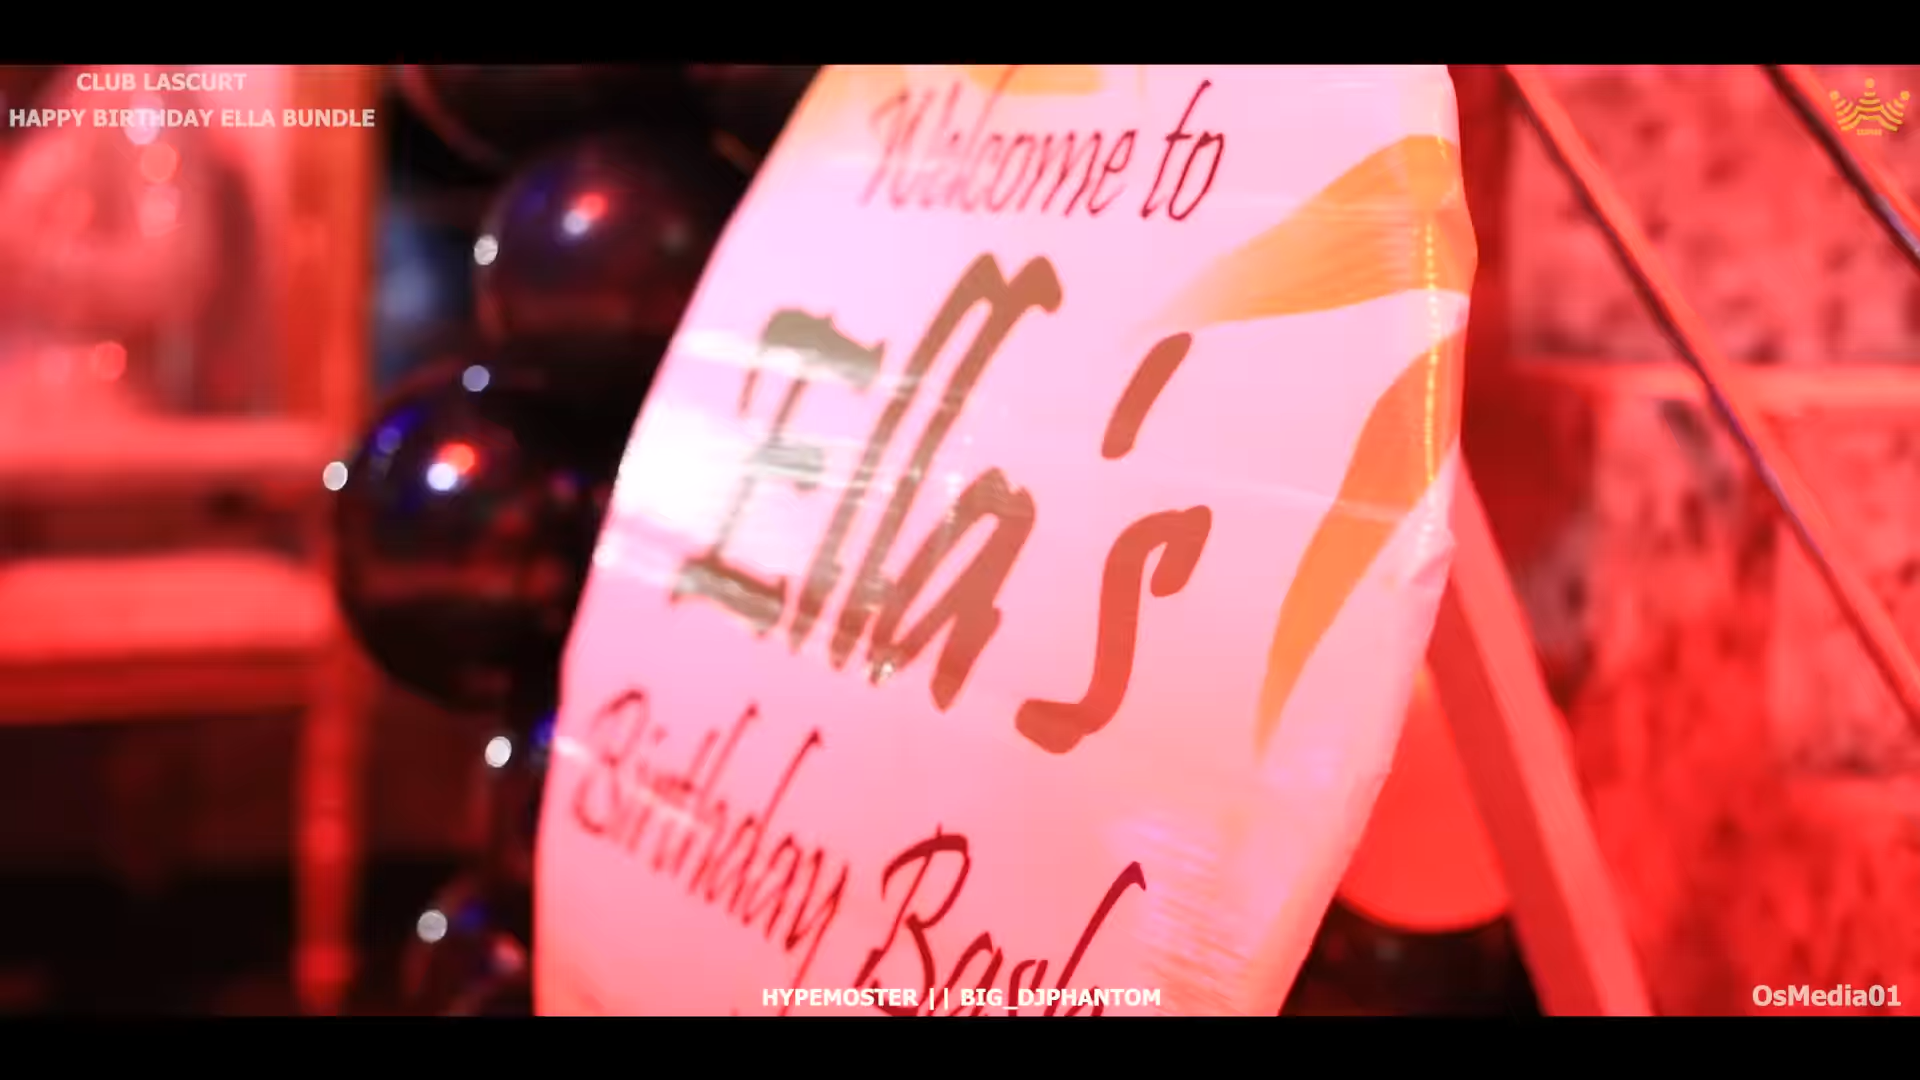 CLUB LASCURT
HAPPY BIRTHDAY ELLA BUNDLE
Welcome to
Ella's
Birthday Bash
HYPEMOSTER || BIG_DJPHANTOM
OsMedia01